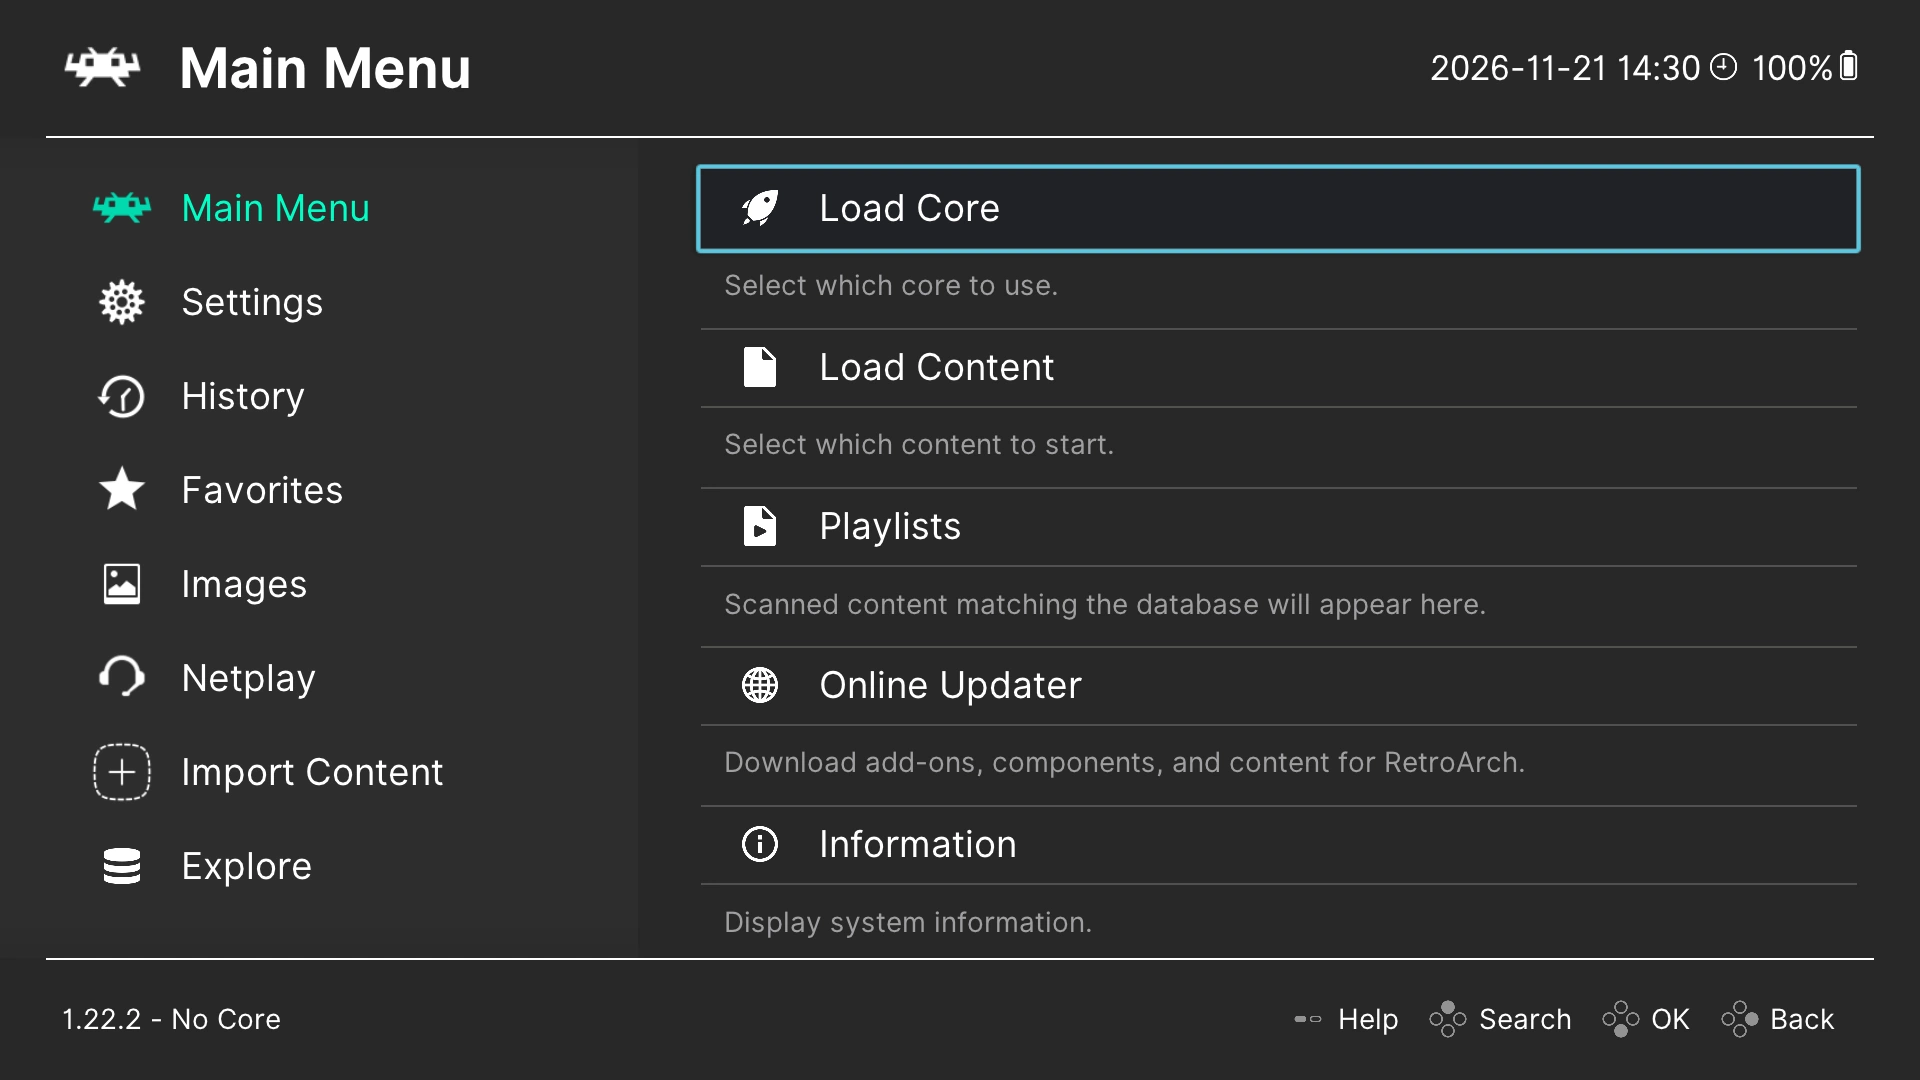 Main Menu
2026-11-21 14:30 100%
Main Menu
Settings
History
Favorites
Images
Netplay
Import Content
Explore
Load Core
Select which core to use.
Load Content
Select which content to start.
Playlists
Scanned content matching the database will appear here.
Online Updater
Download add-ons, components, and content for RetroArch.
Information
Display system information.
1.22.2 - No Core
Help Search OK Back